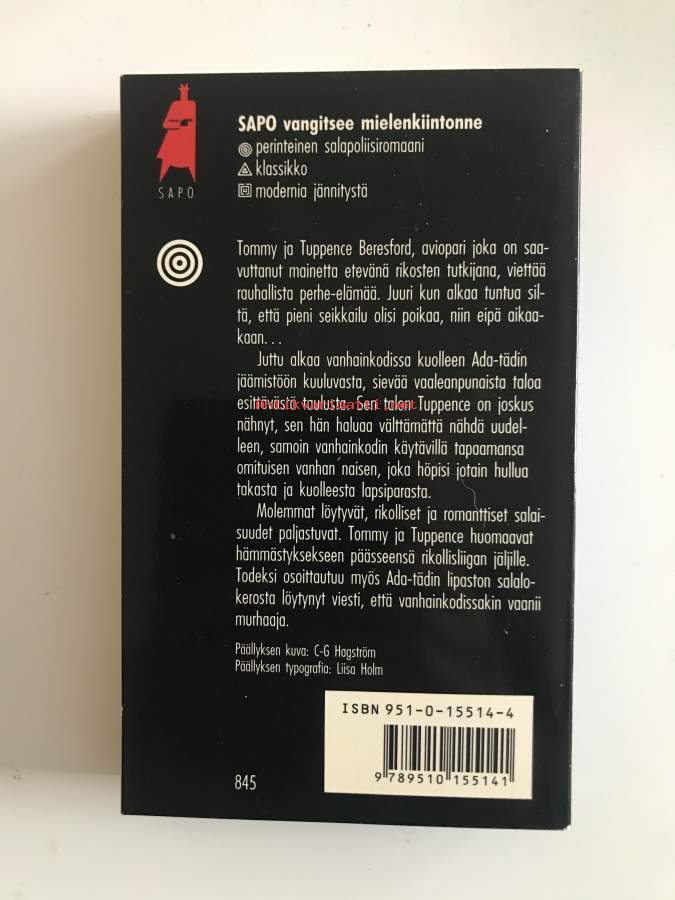 SAPO
SAPO vangitsee mielenkiintonne
perinteinen salapoliisiromaani
klassikko
modernia jännitystä
Tommy ja Tuppence Beresford, aviopari joka on saa-
vuttanut mainetta etevänä rikosten tutkijana, viettää
rauhallista perhe-elämää. Juuri kun alkaa tuntua sil-
tä, että pieni seikkailu olisi poikaa, niin eipä aikaa-
kaan...
Juttu alkaa vanhainkodissa kuolleen Ada-tädin
jäämistöön kuuluvasta, sievää vaaleanpunaista taloa
esittävästä taulusta. Sen talon Tuppence on joskus
nähnyt, sen hän haluaa välttämättä nähdä uudel-
leen, samoin vanhainkodin käytävillä tapaamansa
omituisen vanhan naisen, joka höpisi jotain hullua
takasta ja kuolleesta lapsiparasta.
Molemmat löytyvät, rikolliset ja romanttiset salai-
suudet paljastuvat. Tommy ja Tuppence huomaavat
hämmästyksekseen päässeensä rikollisliigan jäljille.
Todeksi osoittautuu myös Ada-tädin lipaston salalo-
kerosta löytynyt viesti, että vanhainkodissakin vaanii
murhaaja.
Päällyksen kuva: C-G Hagström
Päällyksen typografia: Liisa Holm
ISBN 951-0-15514-4
9 789510 155141
845